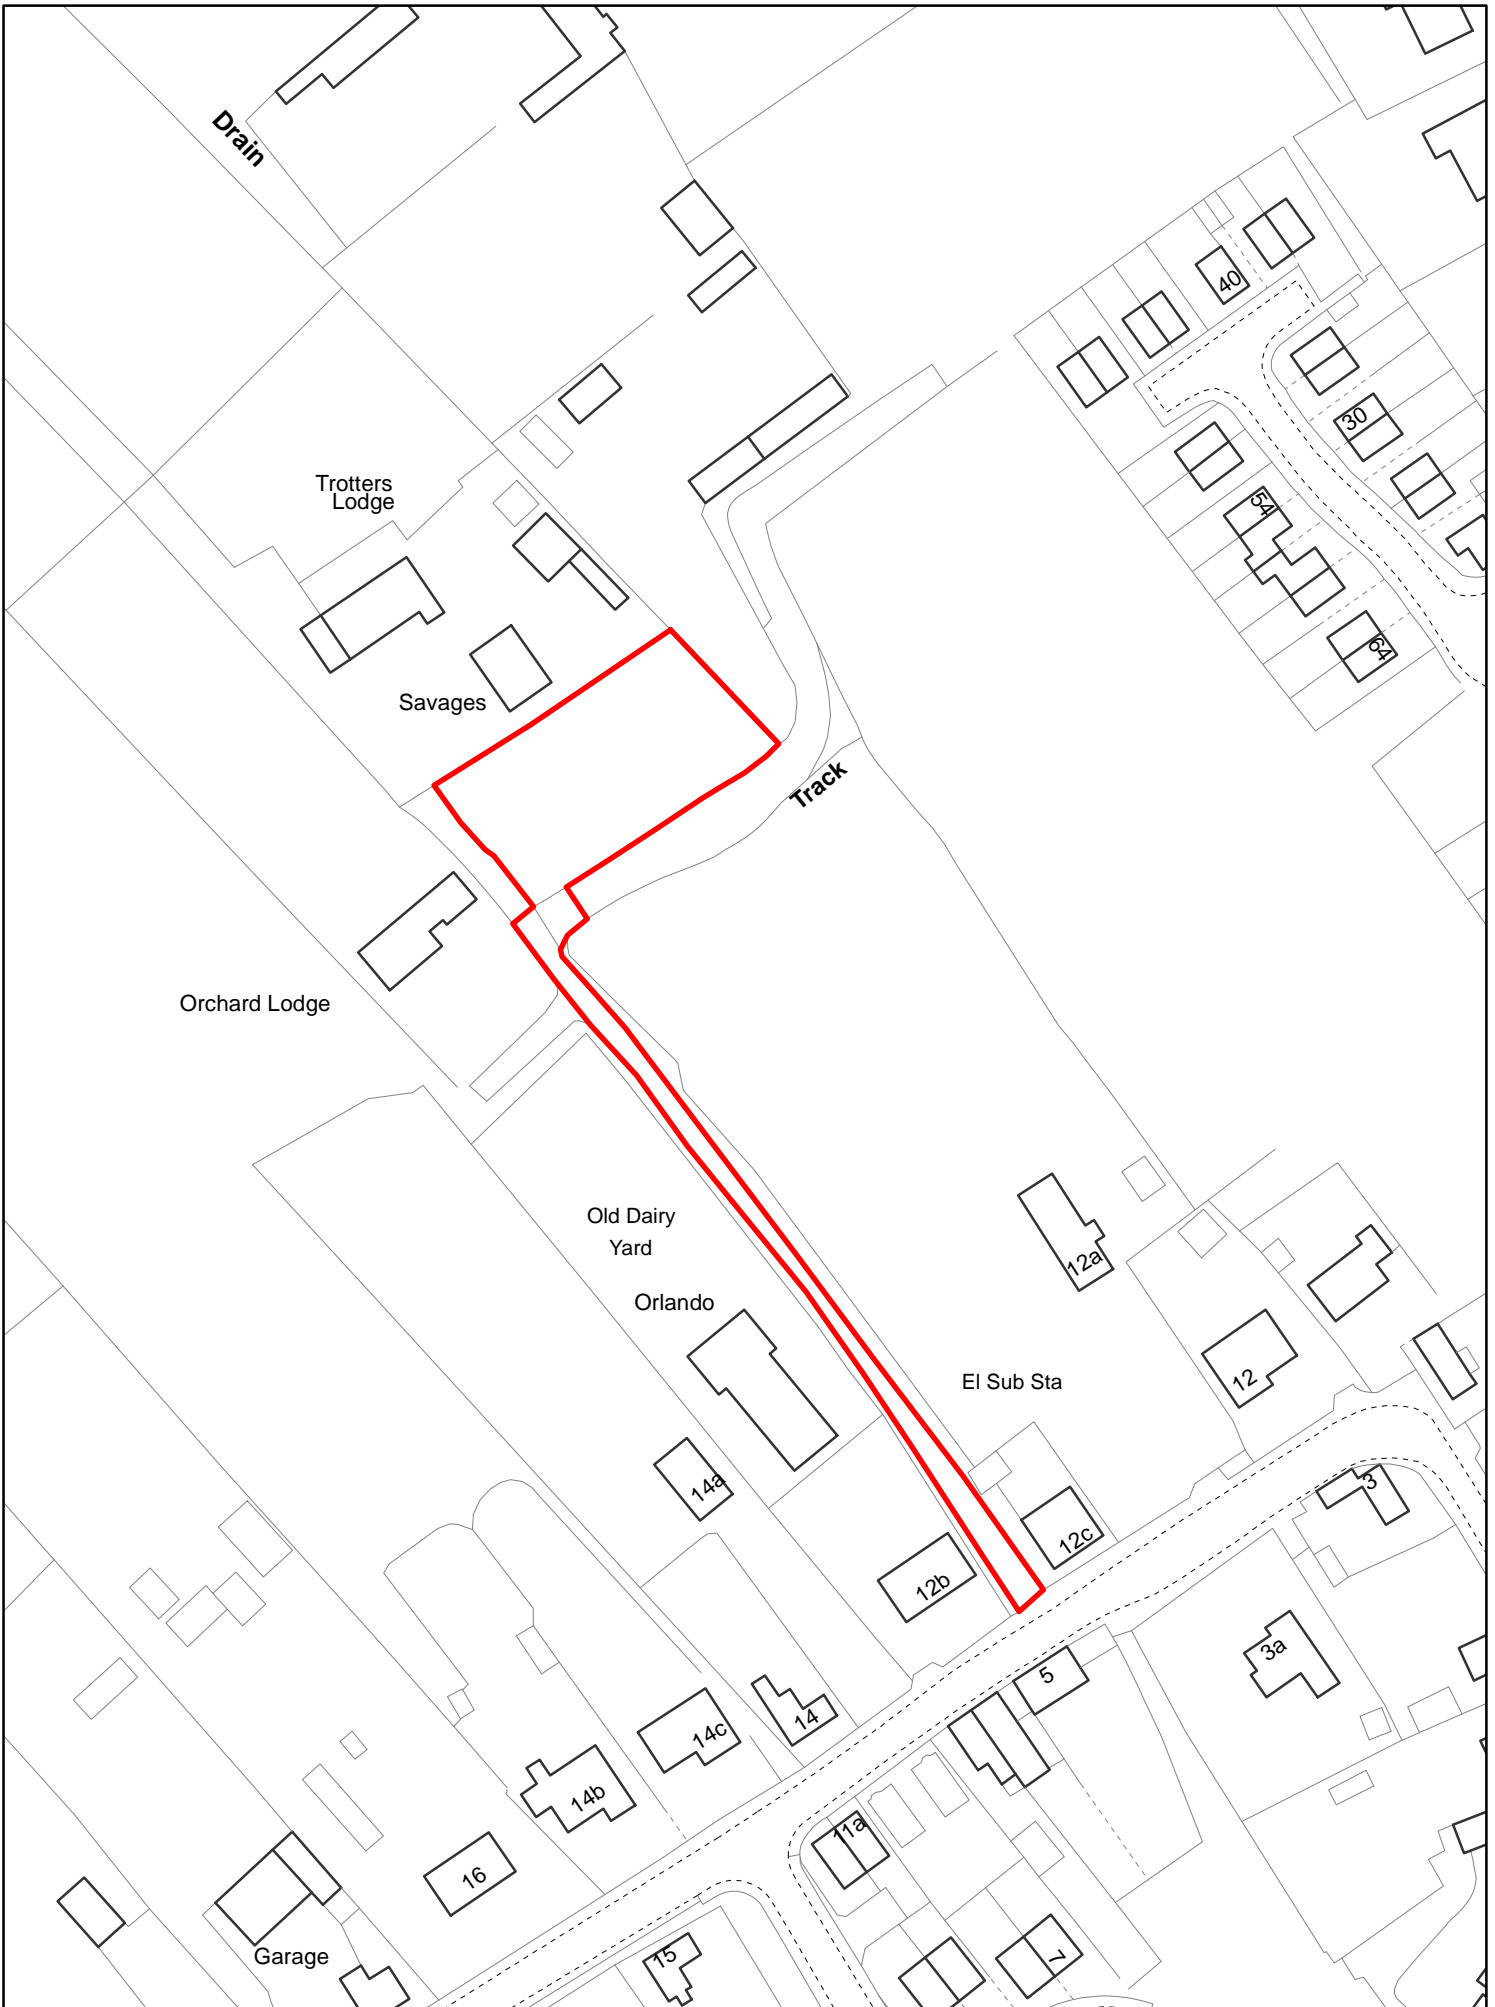 Drain
40
30
Trotters
Lodge
54
64
Savages
Track
Orchard Lodge
Old Dairy
Yard
12a
Orlando
El Sub Sta
12
14a
3
12c
12b
3a
5
14
14c
14b
11a
16
Garage
15
7